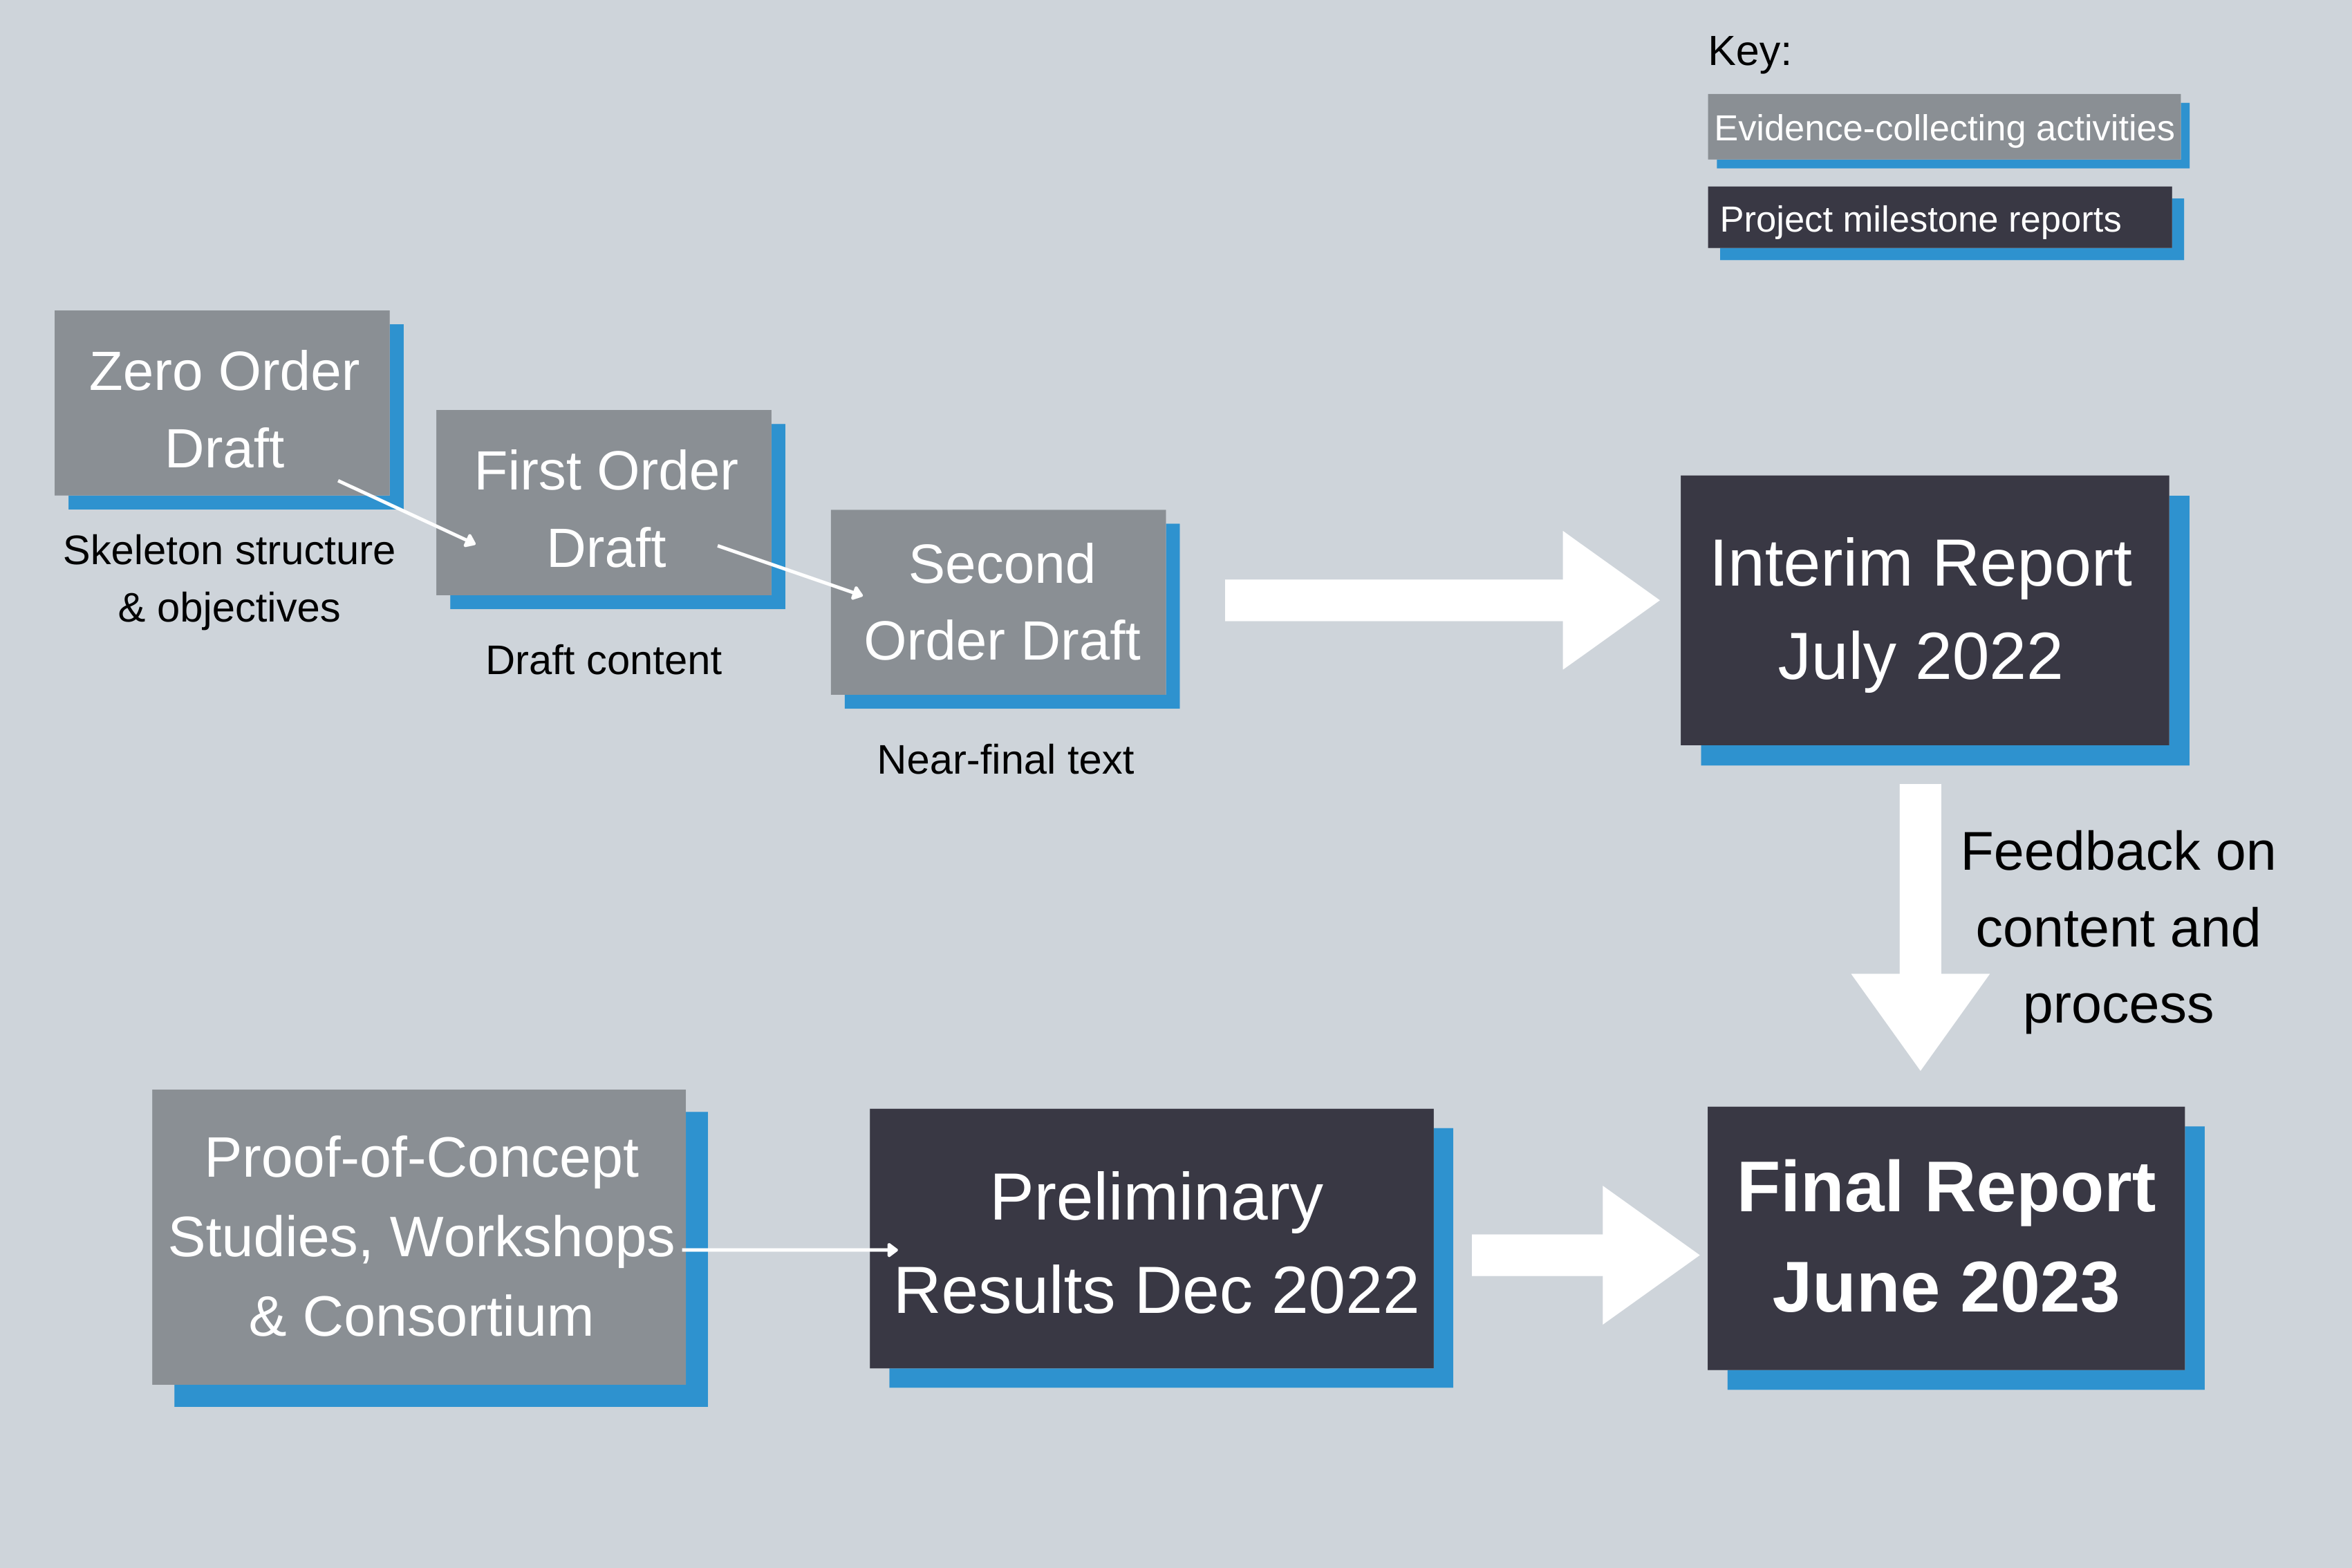 Key:
Evidence-collecting activities
Project milestone reports
Zero Order
Draft
Skeleton structure
& objectives
First Order
Draft
Draft content
Second
Order Draft
Near-final text
Interim Report
July 2022
Feedback on
content and
process
Proof-of-Concept
Studies, Workshops
& Consortium
Preliminary
Results Dec 2022
Final Report
June 2023